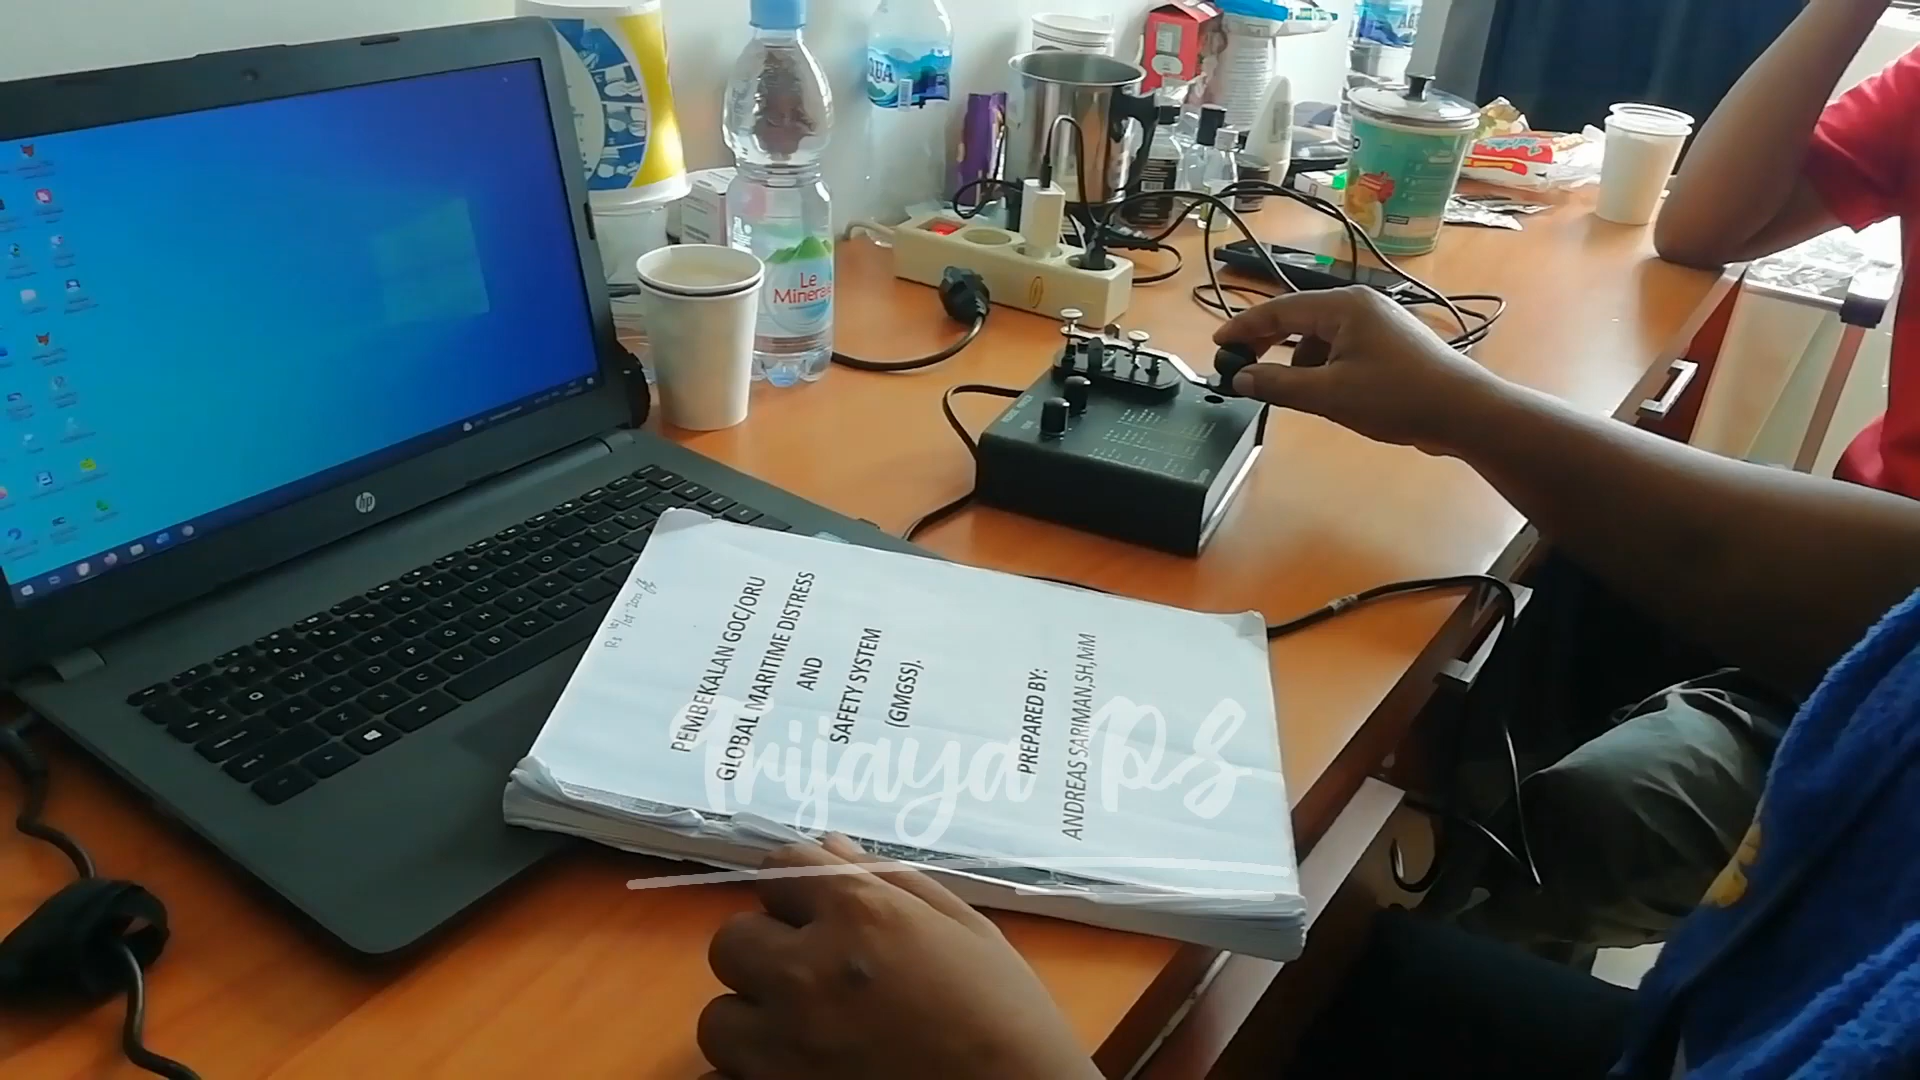 PEMBEKALAN GOC/ORU
GLOBAL MARITIME DISTRESS
AND
SAFETY SYSTEM
(GMGSS).
PREPARED BY:
ANDREAS SARIMAN,SH,MM
Trijaya PS
hp
Le
Minerale
AQUA